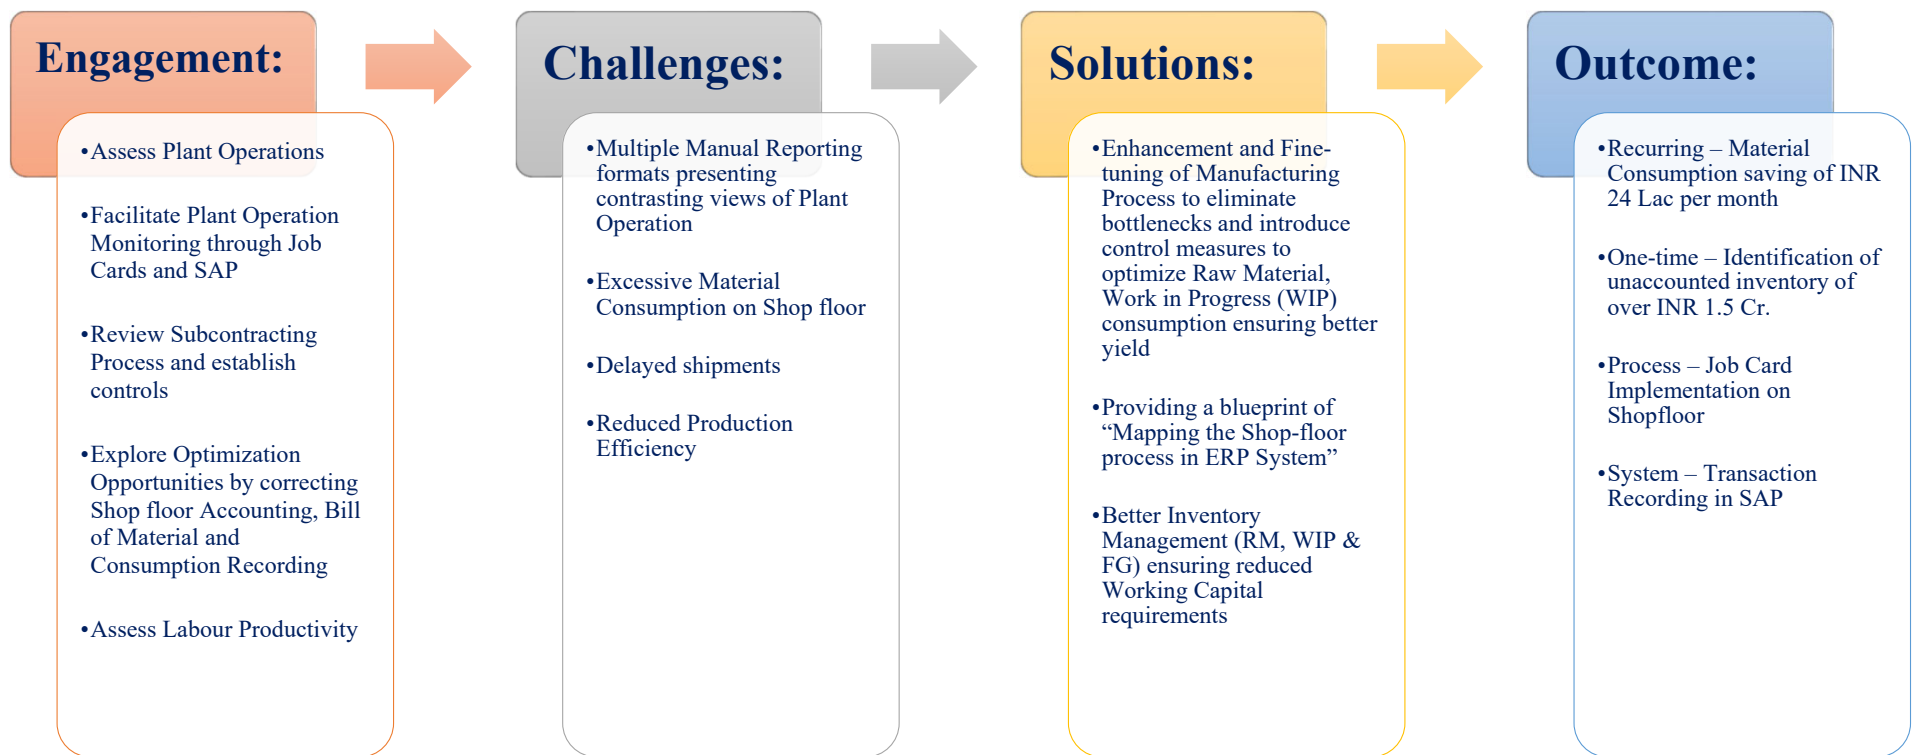 Engagement:
•Assess Plant Operations
•Facilitate Plant Operation
Monitoring through Job
Cards and SAP
•Review Subcontracting
Process and establish
controls
•Explore Optimization
Opportunities by correcting
Shop floor Accounting, Bill
of Material and
Consumption Recording
•Assess Labour Productivity
Challenges:
•Multiple Manual Reporting
formats presenting
contrasting views of Plant
Operation
•Excessive Material
Consumption on Shop floor
•Delayed shipments
•Reduced Production
Efficiency
Solutions:
•Enhancement and Fine-
tuning of Manufacturing
Process to eliminate
bottlenecks and introduce
control measures to
optimize Raw Material,
Work in Progress (WIP)
consumption ensuring better
yield
•Providing a blueprint of
“Mapping the Shop-floor
process in ERP System”
•Better Inventory
Management (RM, WIP &
FG) ensuring reduced
Working Capital
requirements
Outcome:
•Recurring – Material
Consumption saving of INR
24 Lac per month
•One-time – Identification of
unaccounted inventory of
over INR 1.5 Cr.
•Process – Job Card
Implementation on
Shopfloor
•System – Transaction
Recording in SAP